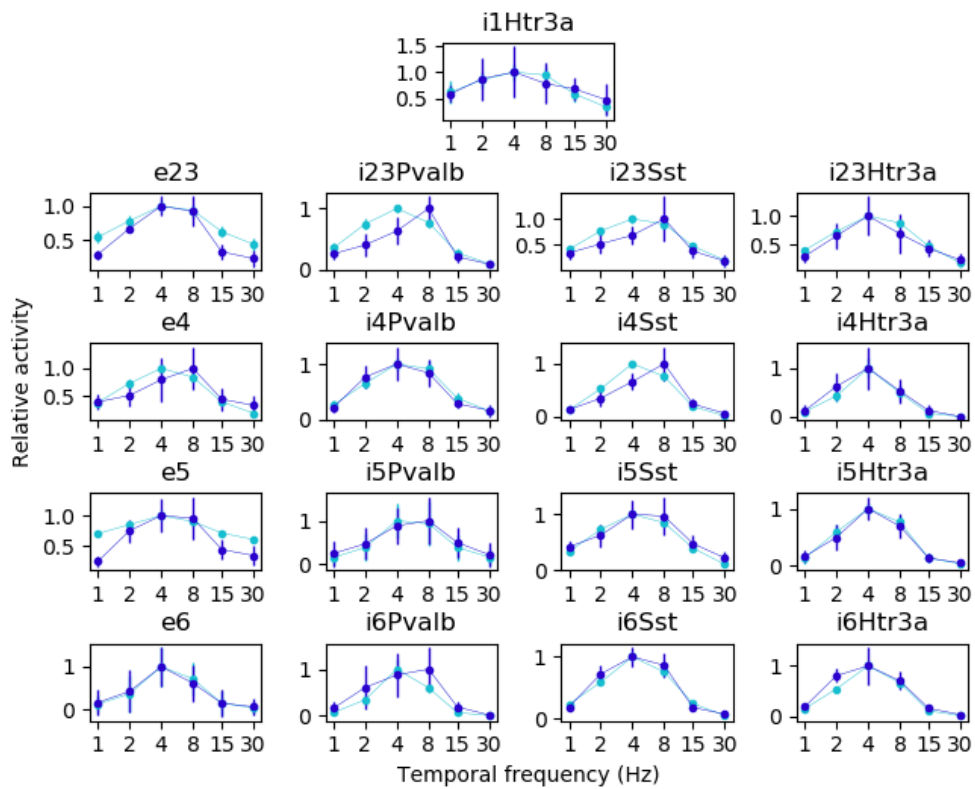 i1Htr3a
1.5
1.0
0.5
1 2 4 8 15 30
e23 i23Pvalb i23Sst i23Htr3a
1.0 1 1.0 1.0
0.5 0 0.5 0.5
1 2 4 8 15 30 1 2 4 8 15 30 1 2 4 8 15 30 1 2 4 8 15 30
e4 i4Pvalb i4Sst i4Htr3a
1.0 1 1 1
0.5 0 0 0
1 2 4 8 15 30 1 2 4 8 15 30 1 2 4 8 15 30 1 2 4 8 15 30
Relative activity
e5 i5Pvalb i5Sst i5Htr3a
1.0 1 1 1
0.5 0 0 0
1 2 4 8 15 30 1 2 4 8 15 30 1 2 4 8 15 30 1 2 4 8 15 30
e6 i6Pvalb i6Sst i6Htr3a
1 1 1 1
0 0 0 0
1 2 4 8 15 30 1 2 4 8 15 30 1 2 4 8 15 30 1 2 4 8 15 30
Temporal frequency (Hz)